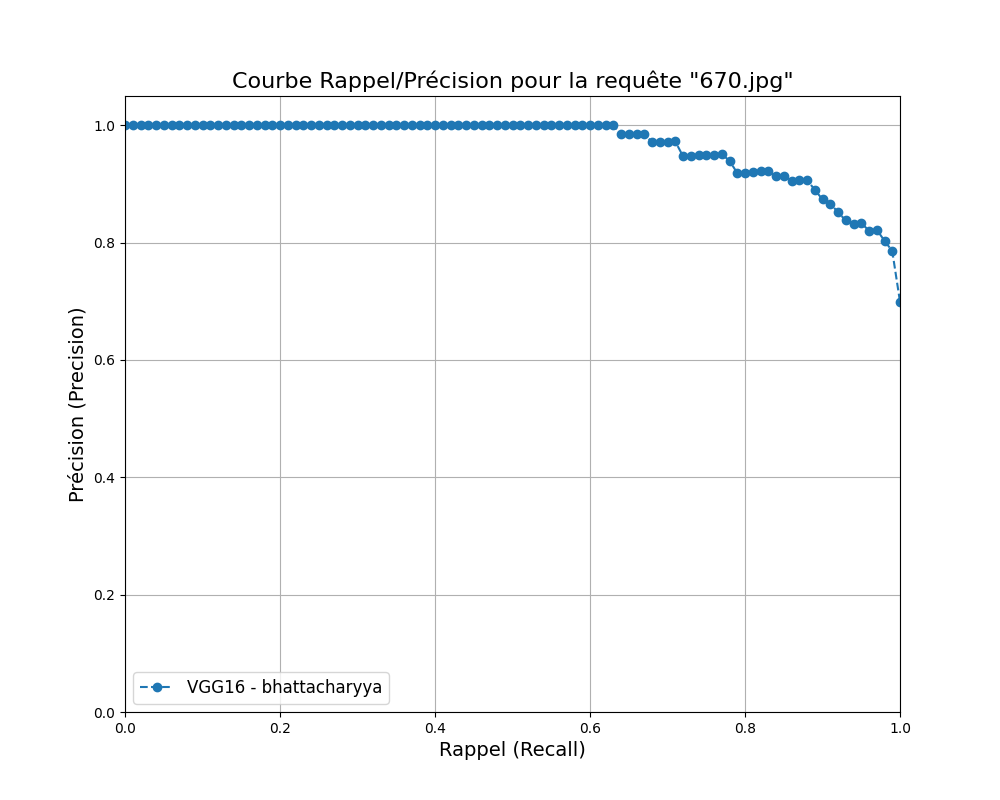 Courbe Rappel/Précision pour la requête "670.jpg"
1.0
0.8
0.6
0.4
0.2
0.0
Précision (Precision)
VGG16 - bhattacharyya
0.0 0.2 0.4 0.6 0.8 1.0
Rappel (Recall)